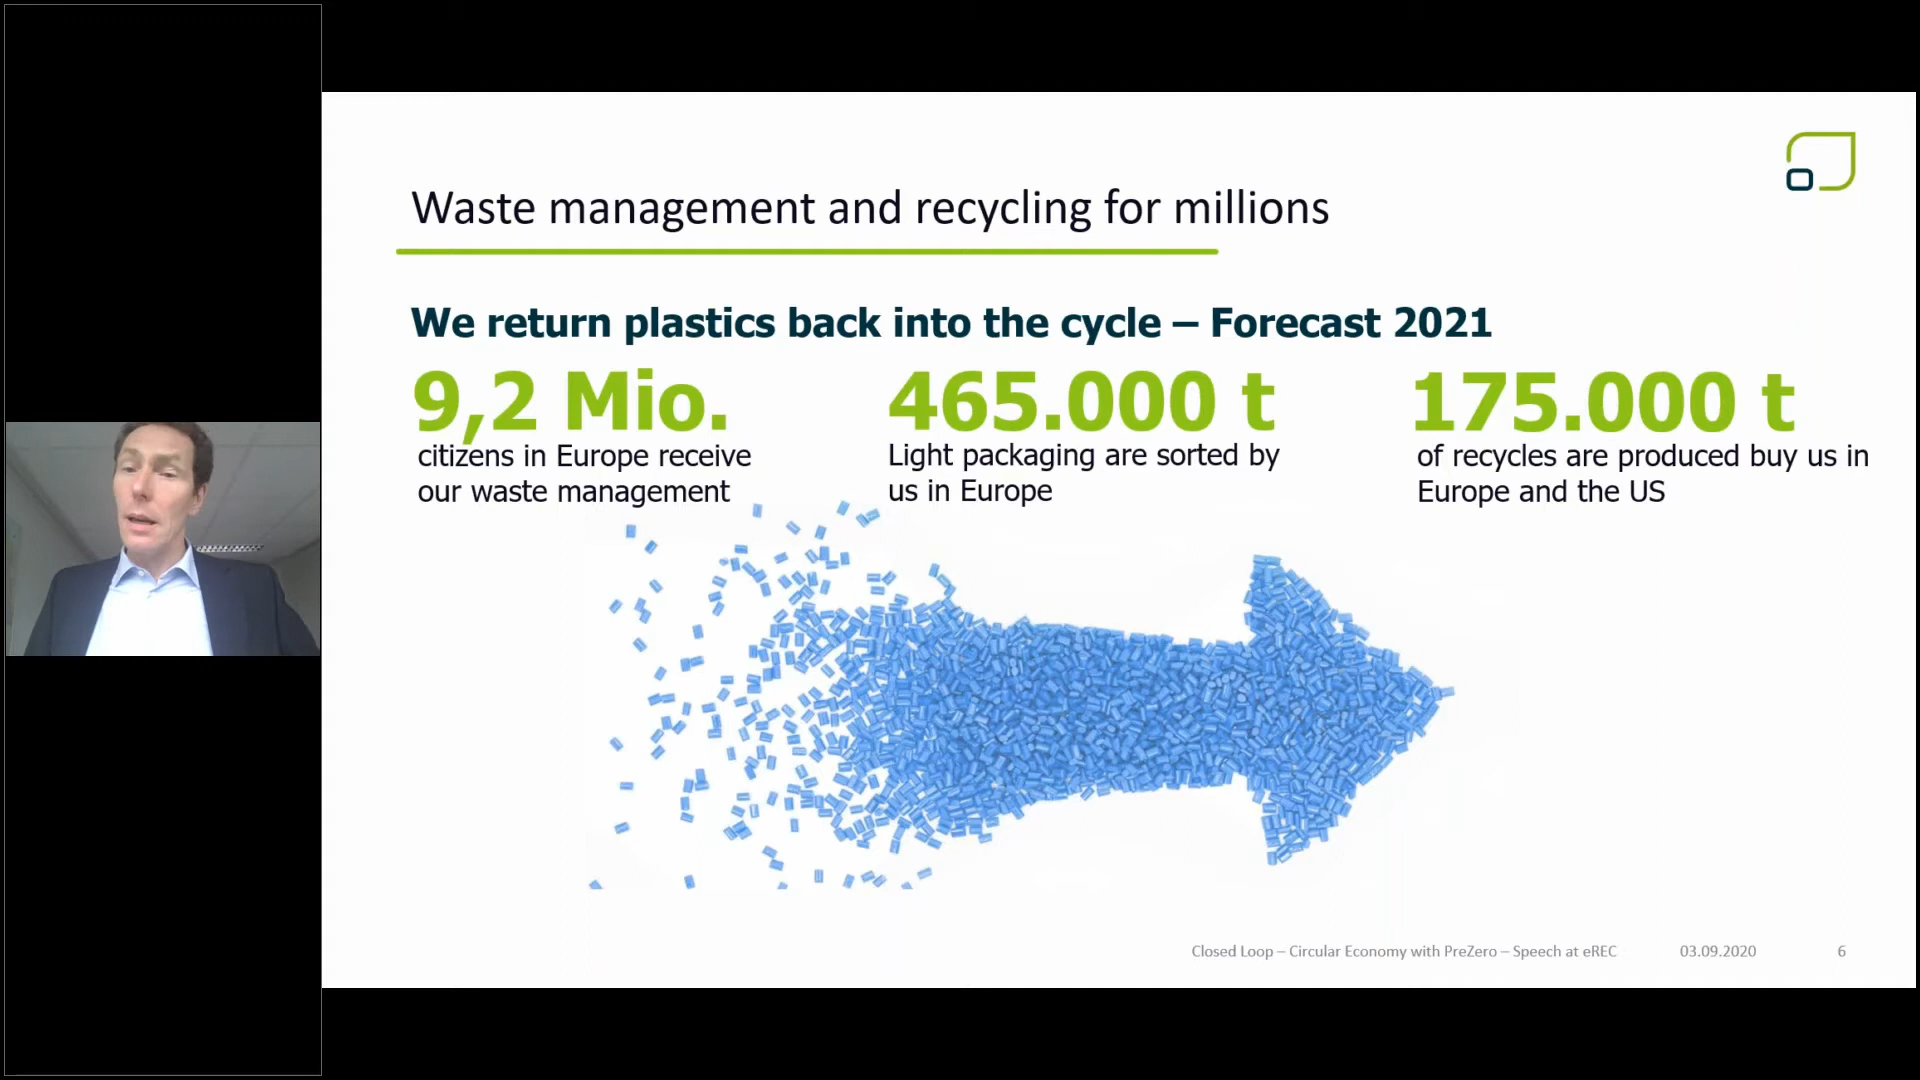 Waste management and recycling for millions
We return plastics back into the cycle – Forecast 2021
9,2 Mio.
citizens in Europe receive
our waste management
465.000 t
Light packaging are sorted by
us in Europe
175.000 t
of recycles are produced buy us in
Europe and the US
Closed Loop – Circular Economy with PreZero – Speech at eREC
03.09.2020
6